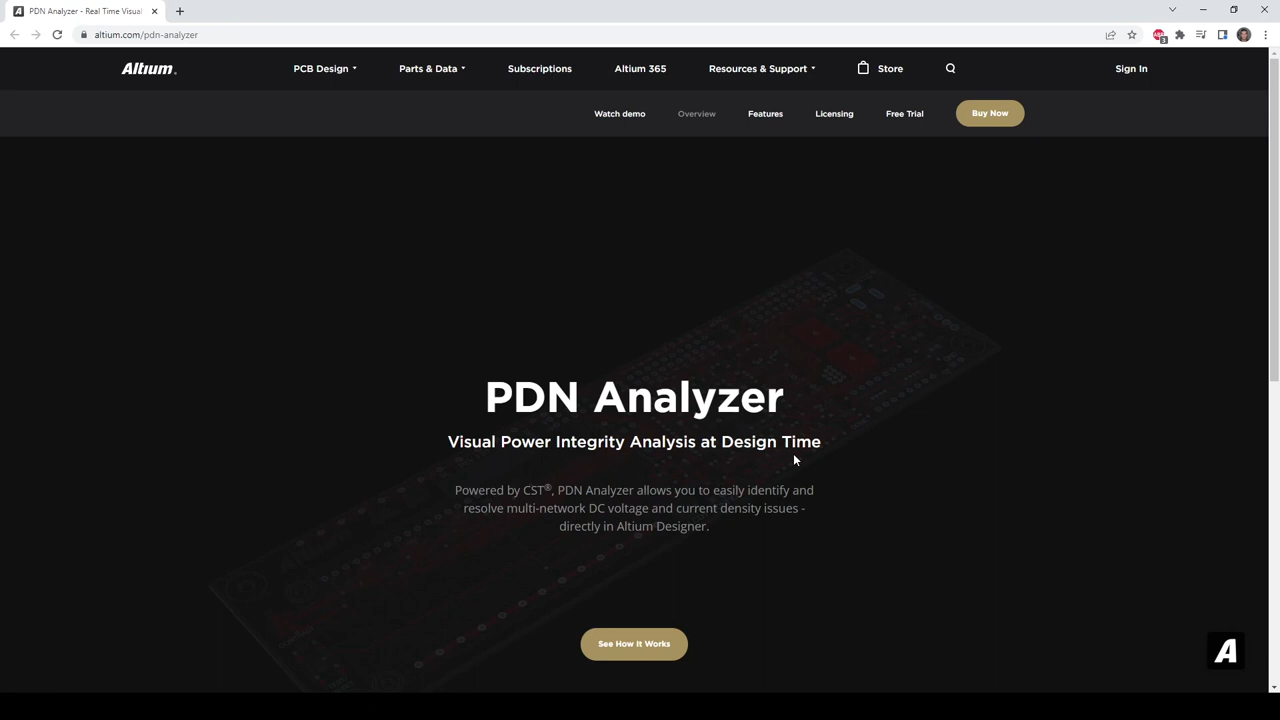 PDN Analyzer - Real Time Visual
altium.com/pdn-analyzer
ABP
3
Altium
PCB Design
Parts & Data
Subscriptions
Altium 365
Resources & Support
Store
Sign In
Watch demo
Overview
Features
Licensing
Free Trial
Buy Now
PDN Analyzer
Visual Power Integrity Analysis at Design Time
Powered by CST®, PDN Analyzer allows you to easily identify and
resolve multi-network DC voltage and current density issues -
directly in Altium Designer.
See How It Works
A